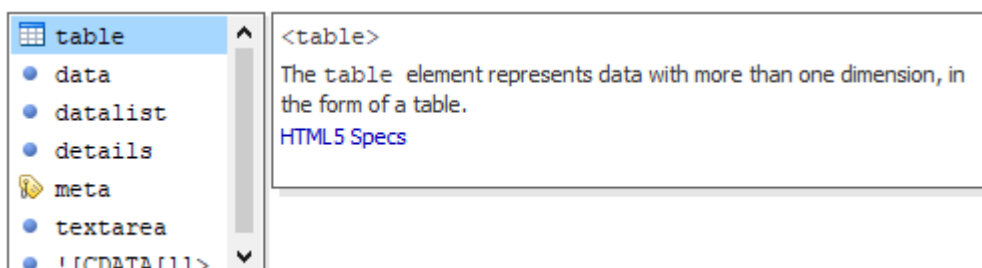 table
data
datalist
details
meta
textarea
![CDATA[]]>
<table>
The table element represents data with more than one dimension, in
the form of a table.
HTML5 Specs